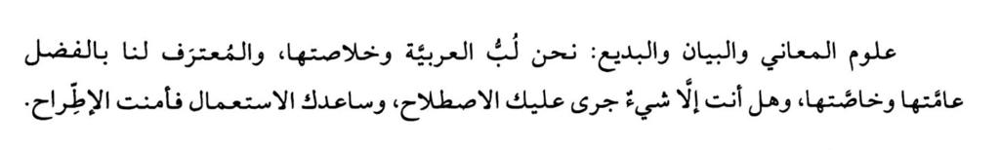 علوم المعاني والبيان والبديع: نحن لُبُّ العربيَّة وخلاصتها، والمُعترَف لنا بالفضل
عامَّتها وخاصَّتها، وهل أنت إلَّا شيءٌ جرى عليك الاصطلاح، وساعدك الاستعمال فأمنت الإطِّراح.